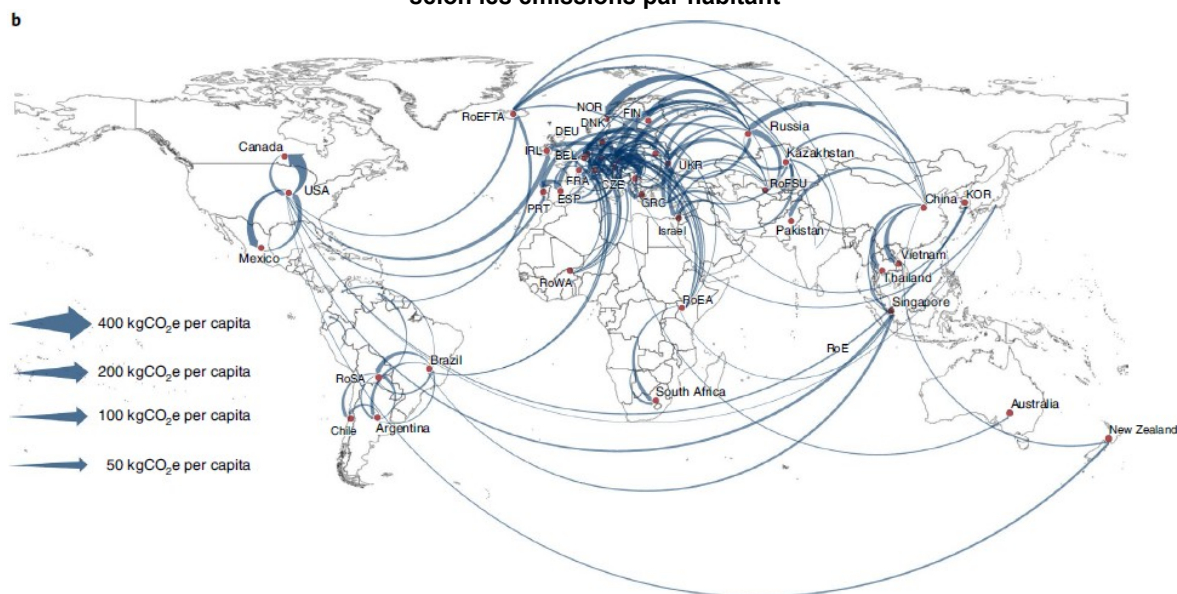 selon les émissions par habitant
b
NOR
RoEFTA
DNK
FIN
DEU
Russia
Canada
IRL
BEL
UKR
Kazakhstan
USA
FRA
CZE
RoFSU
China
KOR
PRT
ESP
GRC
Israel
Pakistan
Mexico
Vietnam
RoWA
Thailand
RoEA
Singapore
400 kgCO₂e per capita
RoE
Brazil
200 kgCO₂e per capita
RoSA
South Africa
Australia
100 kgCO₂e per capita
Chile
Argentina
New Zealand
50 kgCO₂e per capita